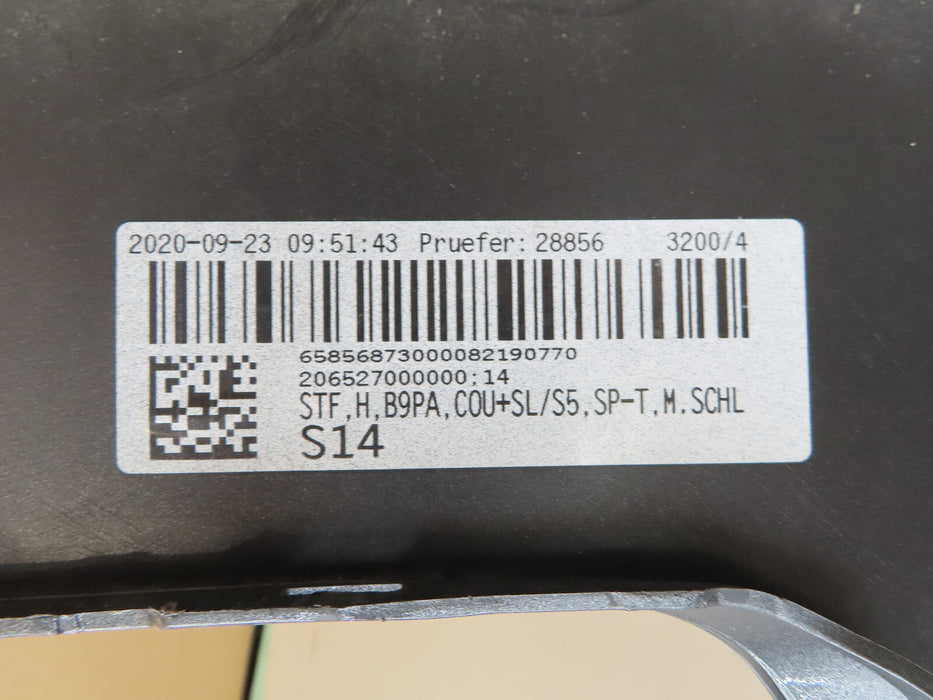 2020-09-23 09:51:43 Pruefer: 28856 3200/4
65856873000082190770
206527000000;14
STF,H,B9PA,COU+SL/S5,SP-T,M.SCHL
S14